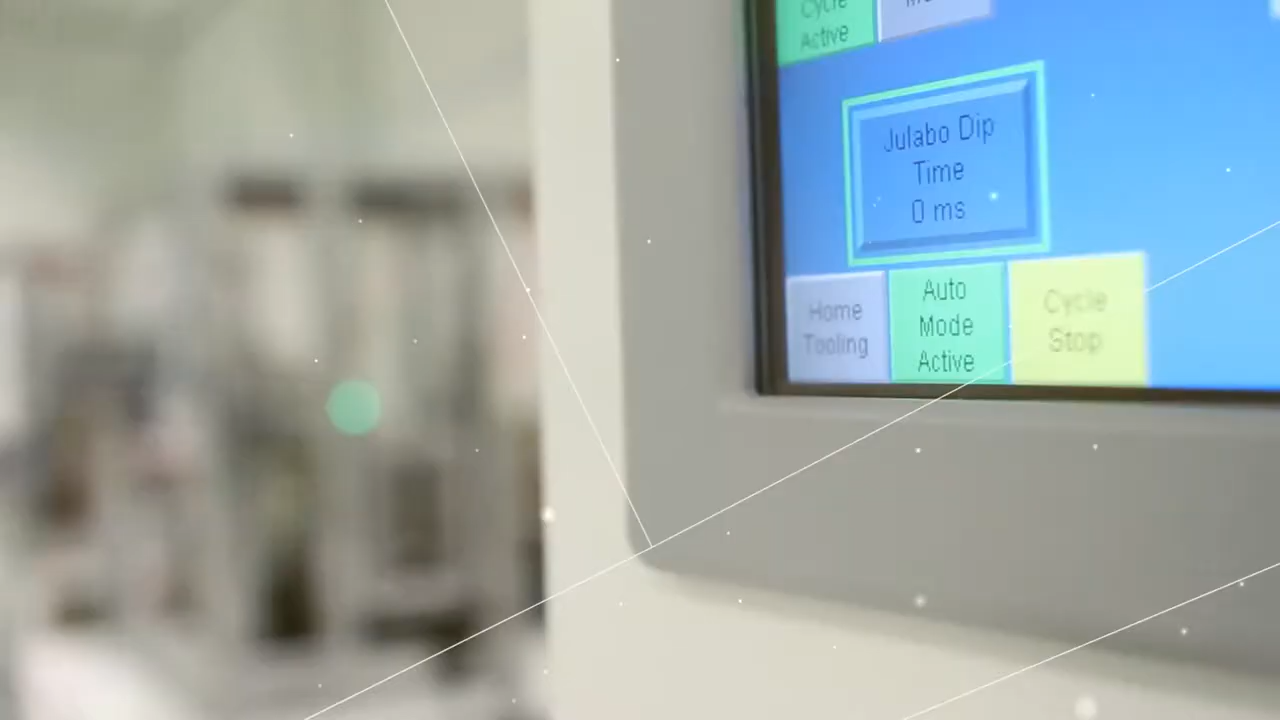 Cycle
Active
Julabo Dip
Time
0 ms
Home
Tooling
Auto
Mode
Active
Cycle
Stop